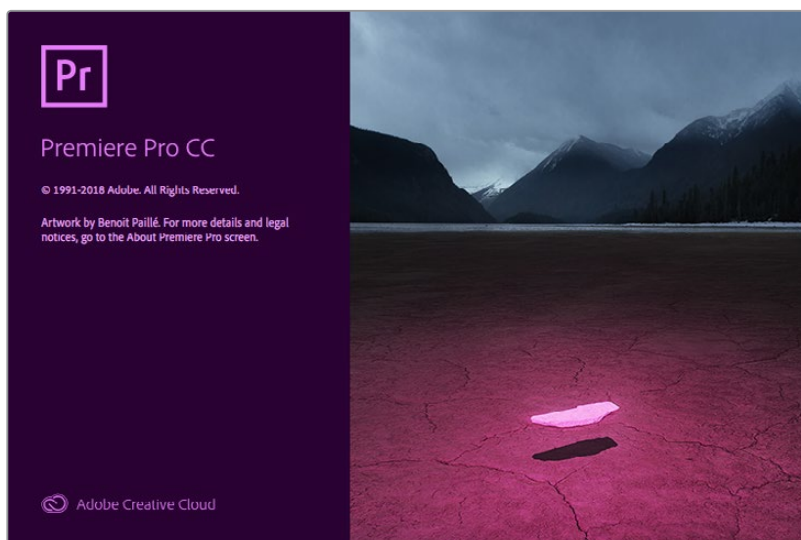 Pr
Premiere Pro CC
© 1991-2018 Adobe. All Rights Reserved.
Artwork by Benoit Paillé. For more details and legal
notices, go to the About Premiere Pro screen.
Adobe Creative Cloud